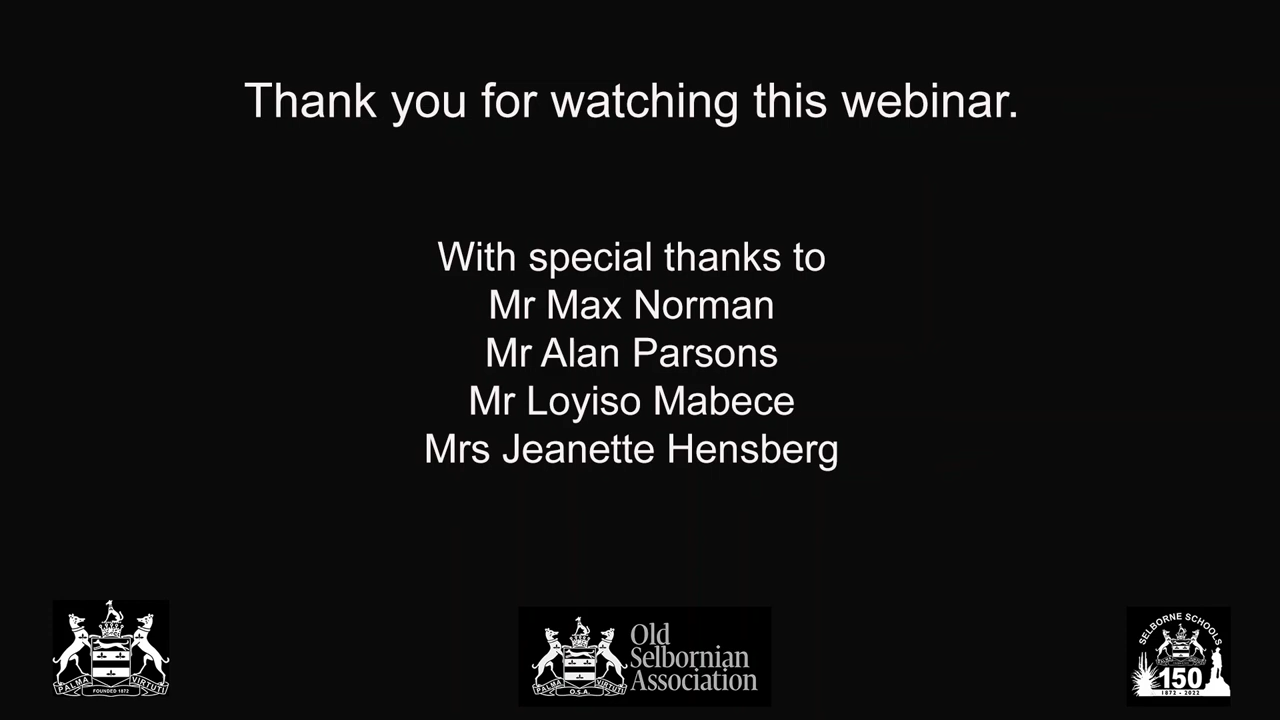 Thank you for watching this webinar.
With special thanks to
Mr Max Norman
Mr Alan Parsons
Mr Loyiso Mabece
Mrs Jeanette Hensberg
PALMA VIRTUTI
FOUNDED 1872
PALMA VIRTUTI
O.S.A.
Old
Selbornian
Association
SELBORNE SCHOOLS
150
1872 - 2022